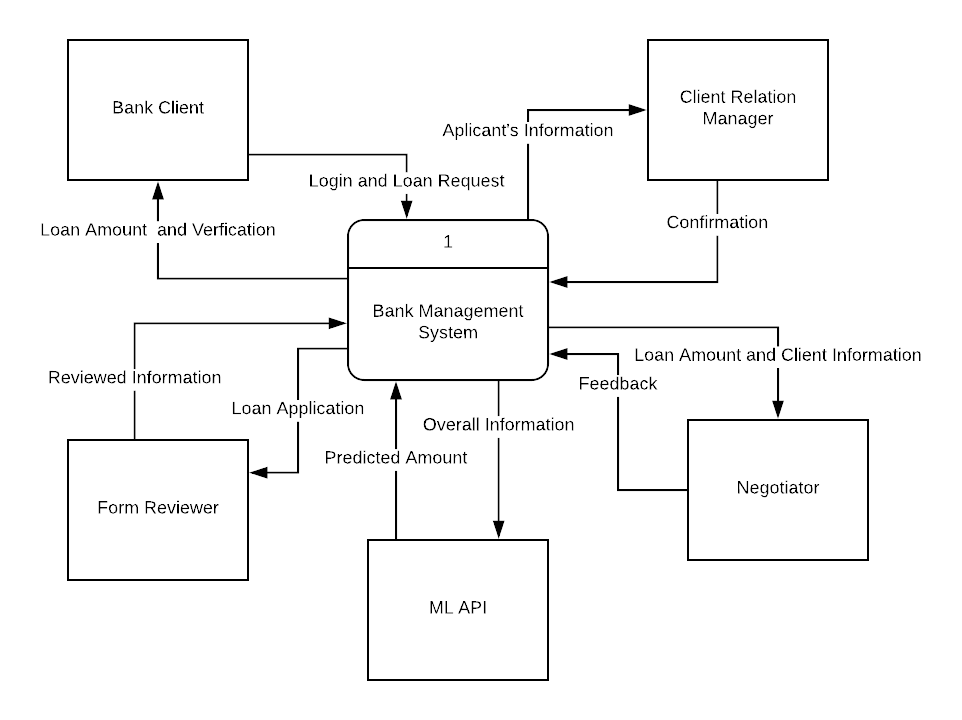 Bank Client
Client Relation
Manager
Aplicant's Information
Login and Loan Request
Loan Amount  and Verfication
Confirmation
1
Bank Management
System
Loan Amount and Client Information
Reviewed Information
Feedback
Loan Application
Overall Information
Predicted Amount
Negotiator
Form Reviewer
ML API